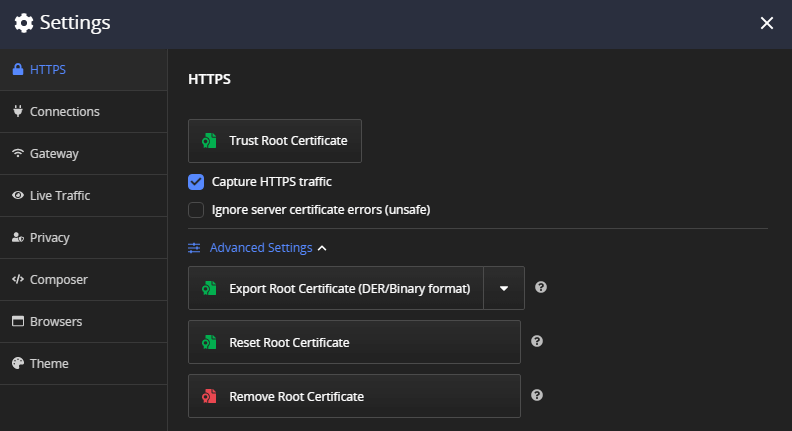 Settings
HTTPS
Connections
Gateway
Live Traffic
Privacy
Composer
Browsers
Theme
HTTPS
Trust Root Certificate
Capture HTTPS traffic
Ignore server certificate errors (unsafe)
Advanced Settings
Export Root Certificate (DER/Binary format)
Reset Root Certificate
Remove Root Certificate